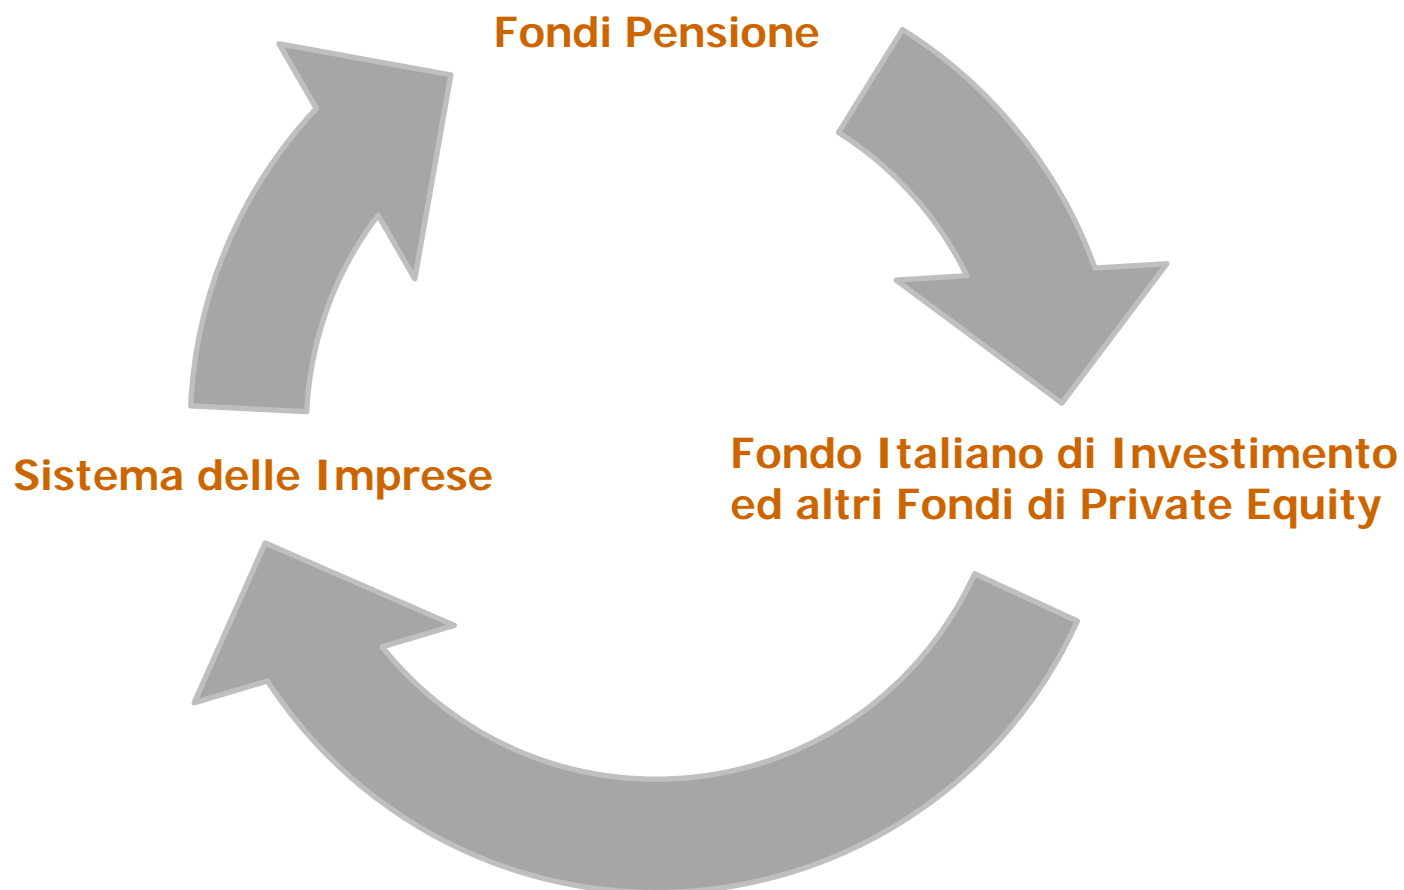 Fondi Pensione
Sistema delle Imprese
Fondo Italiano di Investimento
ed altri Fondi di Private Equity